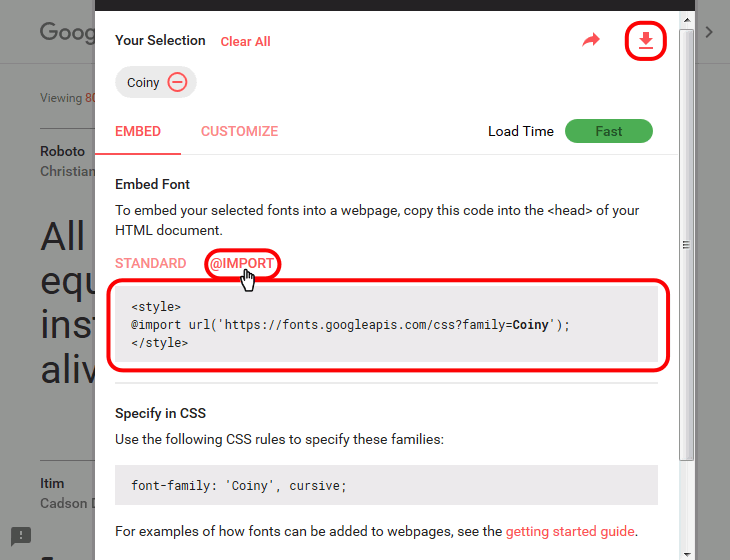 Goog
Your Selection Clear All
Coiny
Viewing 80
EMBED CUSTOMIZE Load Time Fast
Roboto
Christian
Embed Font
To embed your selected fonts into a webpage, copy this code into the <head> of your
HTML document.
All
equ
inst
aliv
STANDARD @IMPORT
<style>
@import url('https://fonts.googleapis.com/css?family=Coiny');
</style>
Specify in CSS
Use the following CSS rules to specify these families:
font-family: 'Coiny', cursive;
Itim
Cadson D
For examples of how fonts can be added to webpages, see the getting started guide.